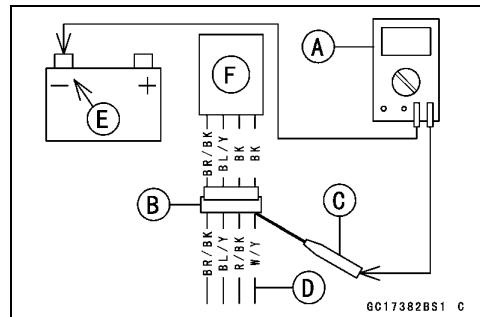 A
− +
E
F
BR/BK BL/Y BK BK
B
C
BR/BK BL/Y R/BK W/Y
D
GC17382BS1 C